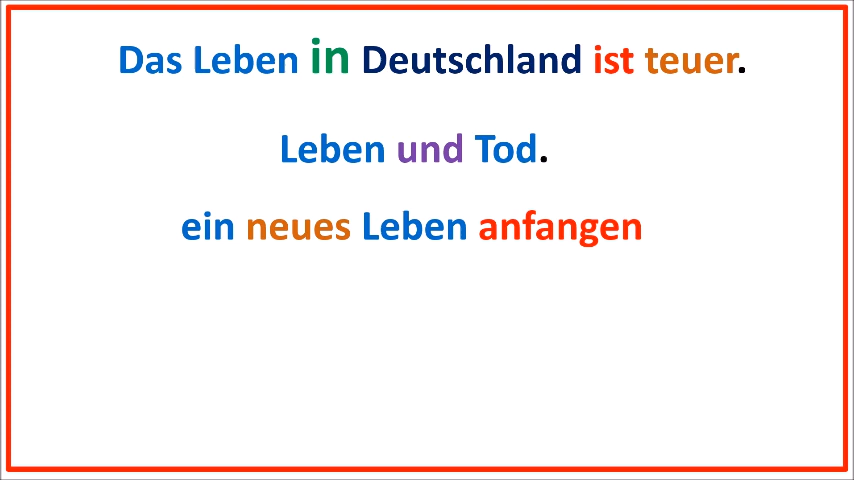 Das Leben in Deutschland ist teuer.
Leben und Tod.
ein neues Leben anfangen